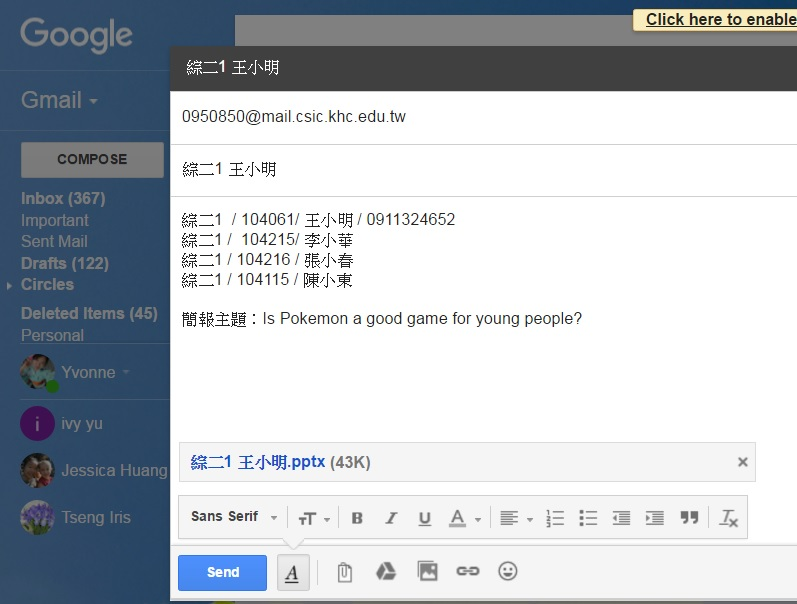 Google
Click here to enable
綜二1 王小明
Gmail
0950850@mail.csic.khc.edu.tw
COMPOSE
綜二1 王小明
Inbox (367)
Important
Sent Mail
Drafts (122)
Circles
Deleted Items (45)
Personal
綜二1 / 104061/ 王小明 / 0911324652
綜二1 / 104215/ 李小華
綜二1 / 104216 / 張小春
綜二1 / 104115 / 陳小東
簡報主題：Is Pokemon a good game for young people?
Yvonne
i ivy yu
Jessica Huang
Tseng Iris
綜二1 王小明.pptx (43K)
Sans Serif
Send